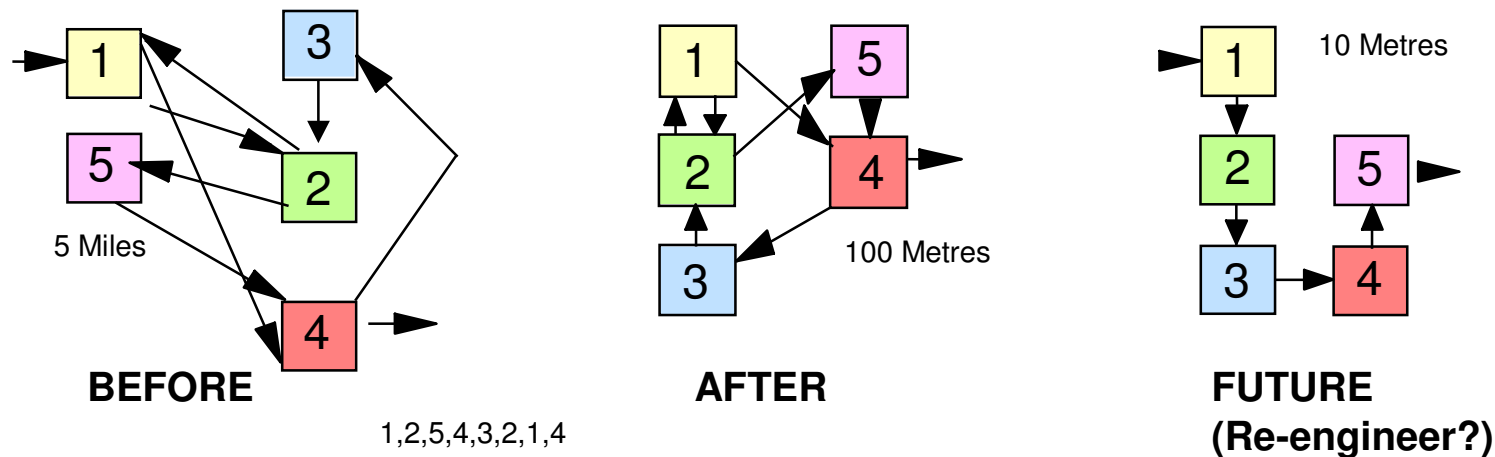 1
3
5
2
5 Miles
4
BEFORE
1,2,5,4,3,2,1,4
1
5
2
4
3
100 Metres
AFTER
1
10 Metres
2
5
3
4
FUTURE
(Re-engineer?)